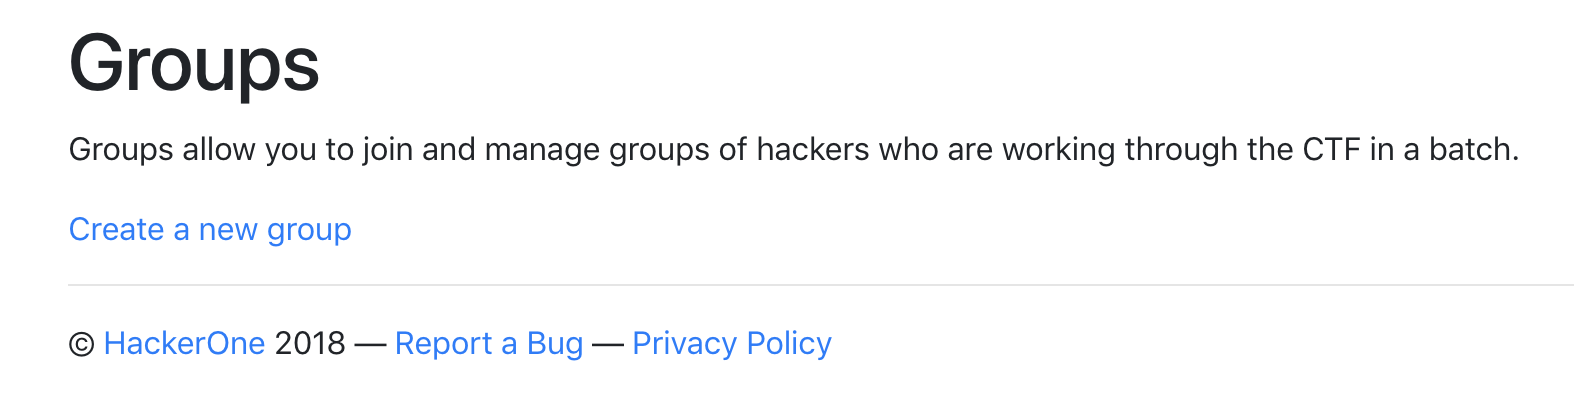 Groups
Groups allow you to join and manage groups of hackers who are working through the CTF in a batch.
Create a new group
© HackerOne 2018 — Report a Bug — Privacy Policy